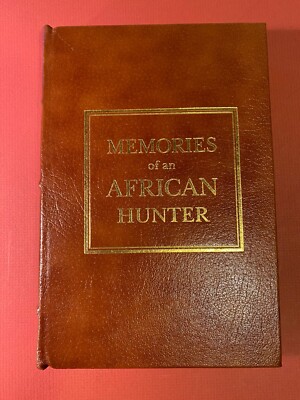 MEMORIES
of an
AFRICAN
HUNTER